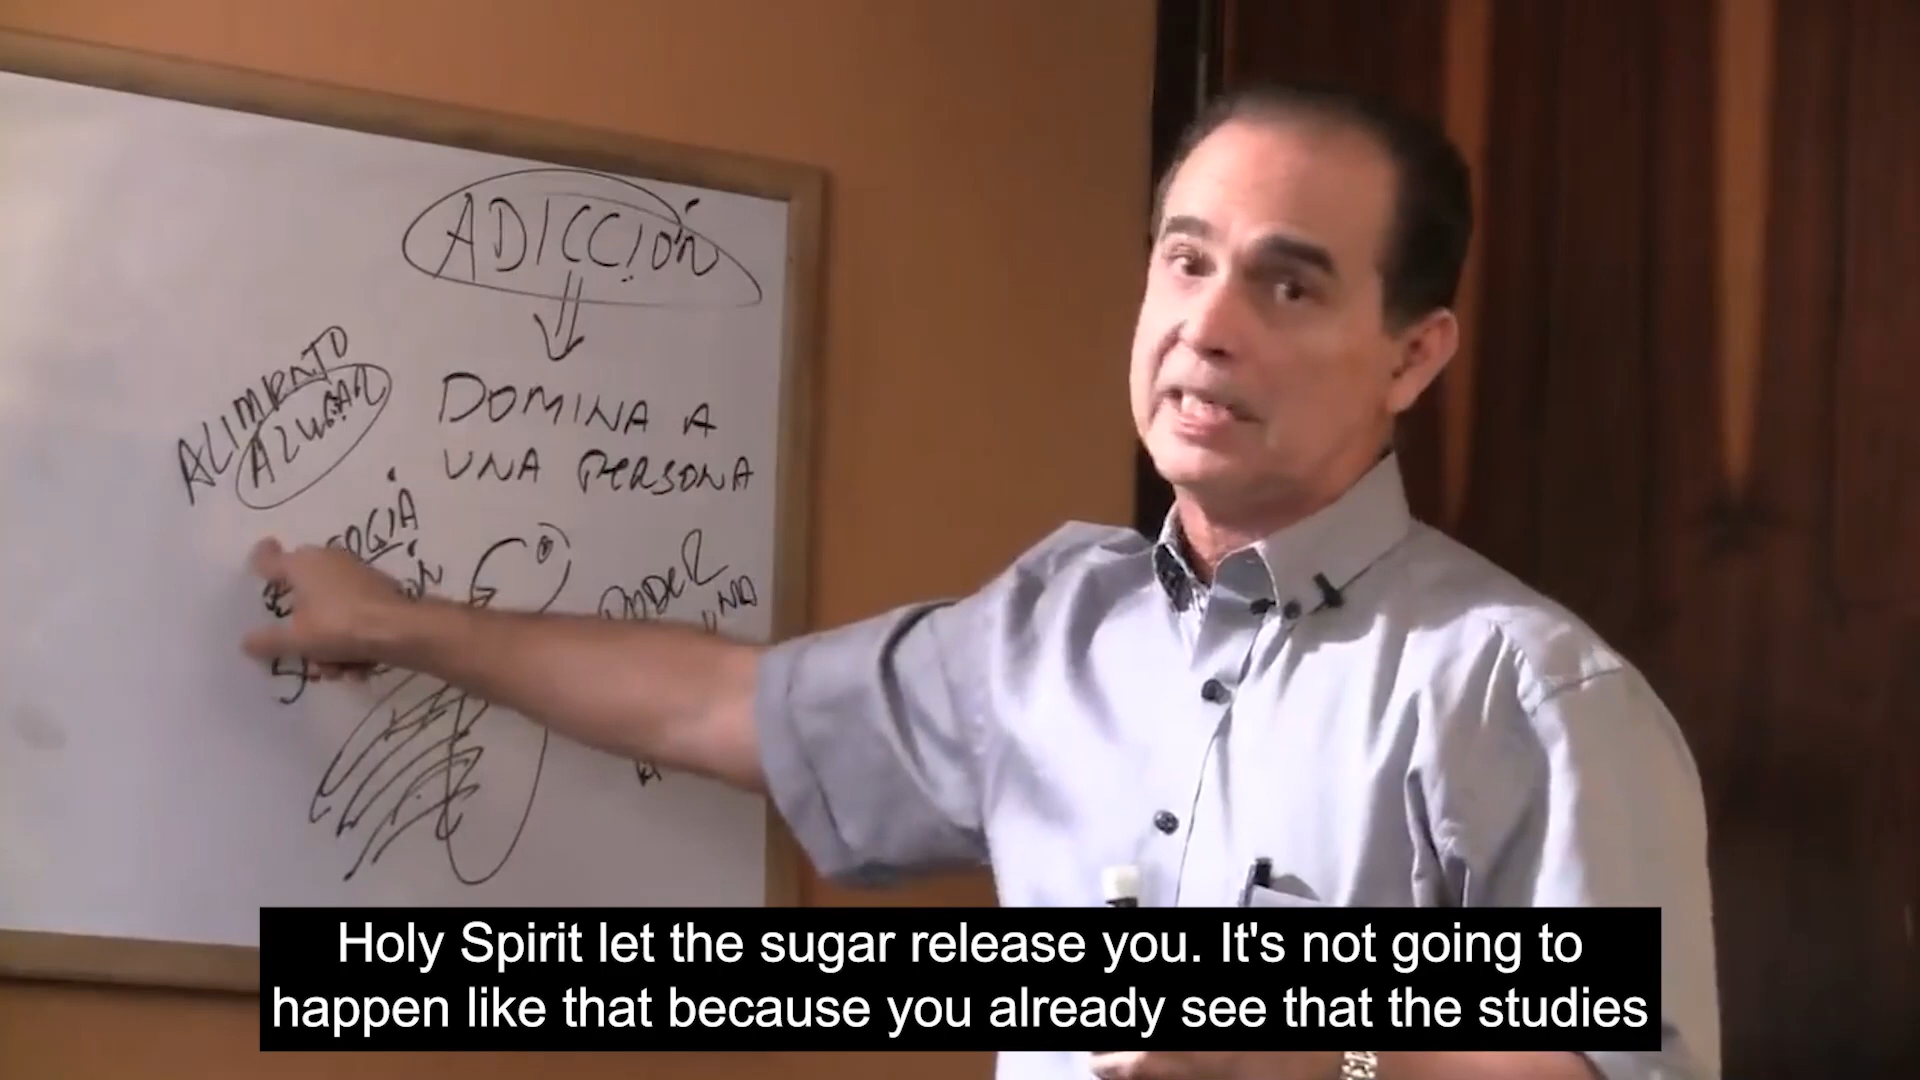 ADICCIÓN
DOMINA A
UNA PERSONA
ALIMENTO
AZUCAR
PODER
UNA
Holy Spirit let the sugar release you. It's not going to
happen like that because you already see that the studies